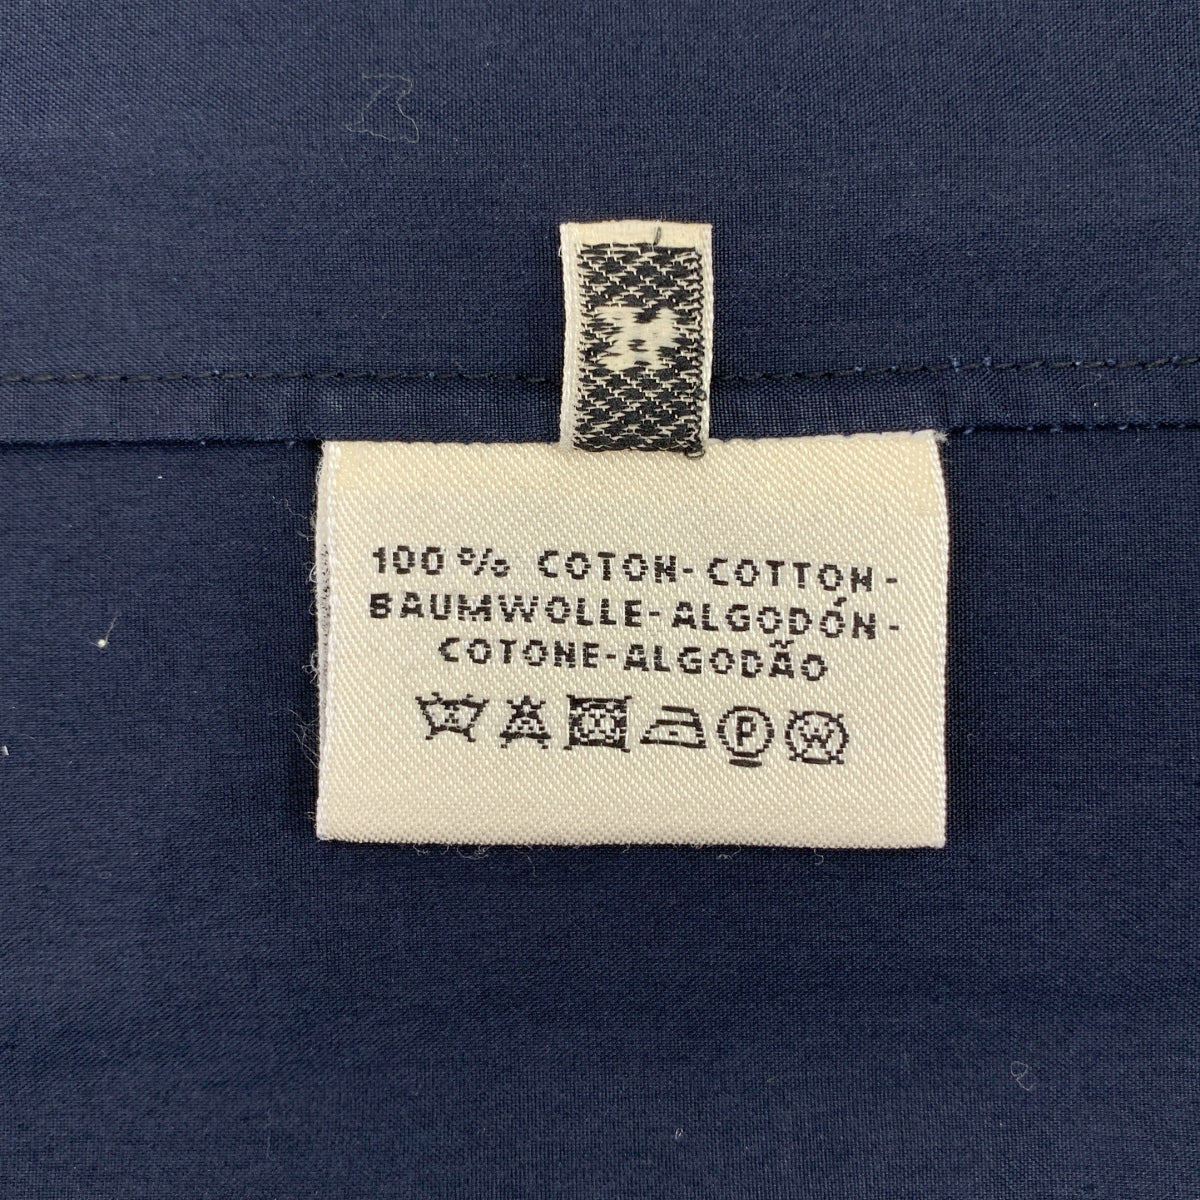 X
100 % COTON - COTTON -
BAUMWOLLE - ALGODÓN -
COTONE - ALGODÃO
P W